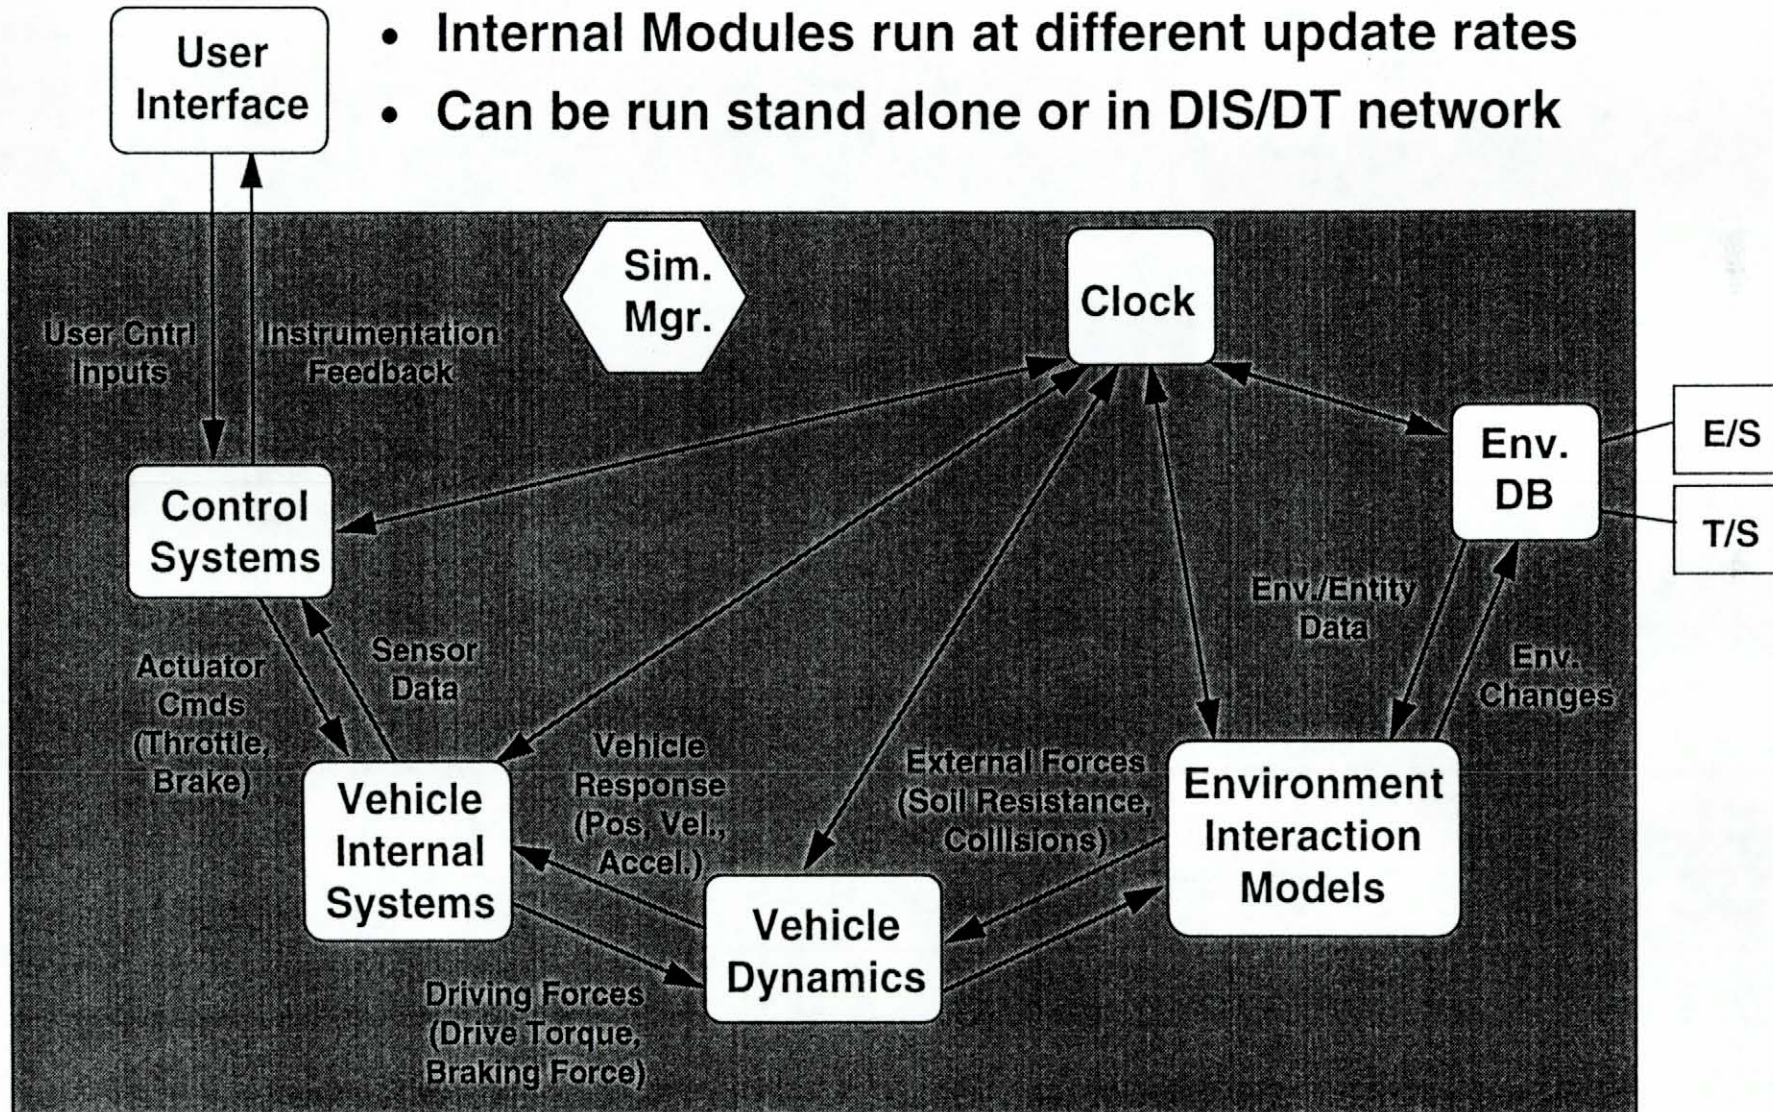 User
Interface
• Internal Modules run at different update rates
• Can be run stand alone or in DIS/DT network
Sim.
Mgr.
Clock
User Cntrl
Inputs
Instrumentation
Feedback
Env.
DB
E/S
T/S
Control
Systems
Env./Entity
Data
Env.
Changes
Actuator
Cmds
(Throttle,
Brake)
Sensor
Data
Vehicle
Response
(Pos, Vel.,
Accel.)
External Forces
(Soil Resistance,
Collisions)
Vehicle
Internal
Systems
Environment
Interaction
Models
Vehicle
Dynamics
Driving Forces
(Drive Torque,
Braking Force)